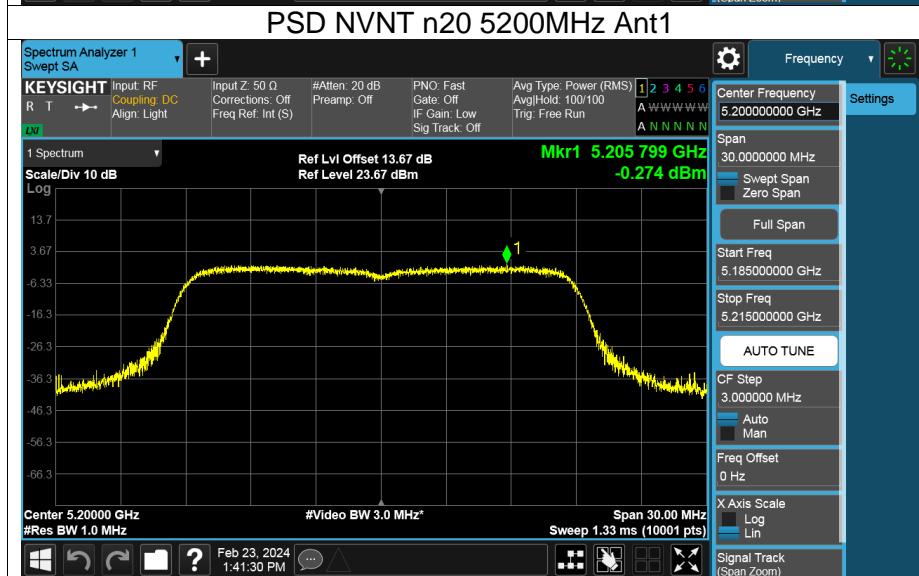 (Span Zoom)
PSD NVNT n20 5200MHz Ant1
Spectrum Analyzer 1
Swept SA
+
Frequency
KEYSIGHT
R T
LXI
Input: RF
Coupling: DC
Align: Light
Input Z: 50 Ω
Corrections: Off
Freq Ref: Int (S)
#Atten: 20 dB
Preamp: Off
PNO: Fast
Gate: Off
IF Gain: Low
Sig Track: Off
Avg Type: Power (RMS)
Avg|Hold: 100/100
Trig: Free Run
1 2 3 4 5 6
A W W W W W
A N N N N N
Center Frequency
5.200000000 GHz
Settings
1 Spectrum
Scale/Div 10 dB
Ref Lvl Offset 13.67 dB
Ref Level 23.67 dBm
Mkr1 5.205 799 GHz
-0.274 dBm
Span
30.0000000 MHz
Swept Span
Zero Span
Full Span
Start Freq
5.185000000 GHz
Stop Freq
5.215000000 GHz
AUTO TUNE
CF Step
3.000000 MHz
Auto
Man
Freq Offset
0 Hz
X Axis Scale
Log
Lin
Signal Track
(Span Zoom)
Log
13.7
3.67
-6.33
-16.3
-26.3
-36.3
-46.3
-56.3
-66.3
1
Center 5.20000 GHz
#Res BW 1.0 MHz
#Video BW 3.0 MHz*
Span 30.00 MHz
Sweep 1.33 ms (10001 pts)
?
Feb 23, 2024
1:41:30 PM